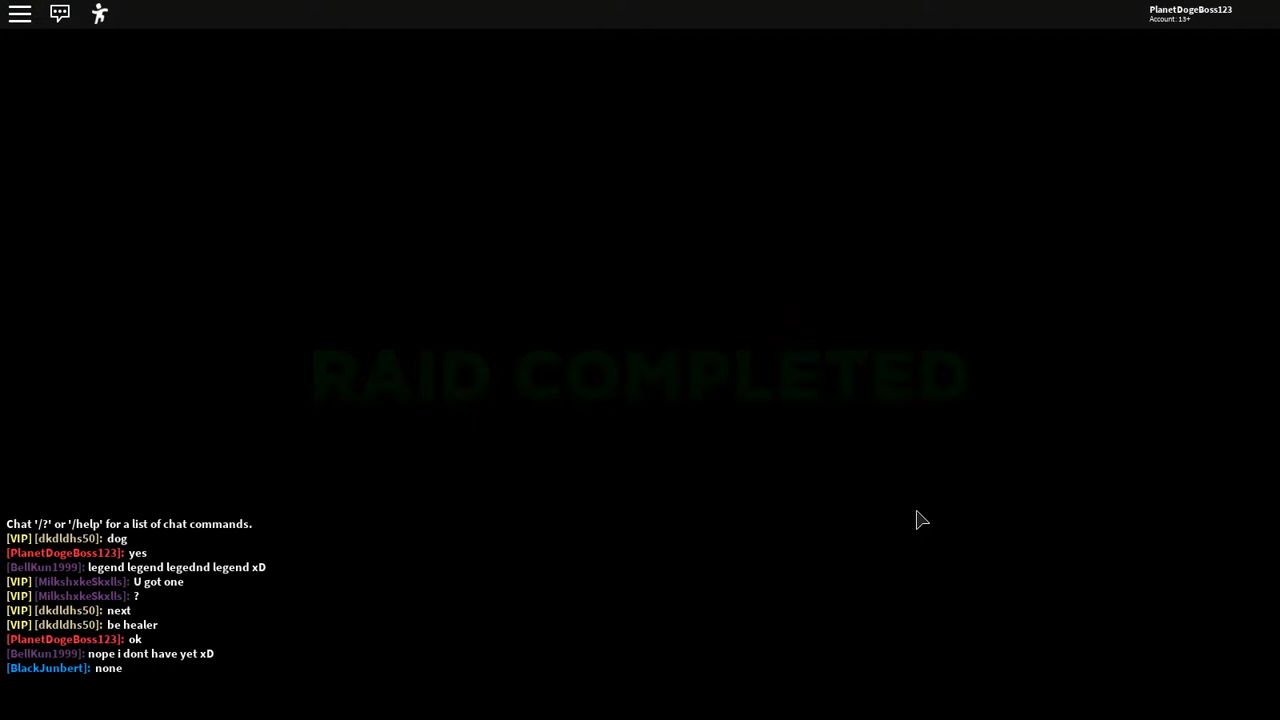 PlanetDogeBoss123
Account: 13+
RAID COMPLETED
Chat '/?' or '/help' for a list of chat commands.
[VIP] [dkdldhs50]: dog
[PlanetDogeBoss123]: yes
[BellKun1999]: legend legend legednd legend xD
[VIP] [MilkshxkeSkxlls]: U got one
[VIP] [MilkshxkeSkxlls]: ?
[VIP] [dkdldhs50]: next
[VIP] [dkdldhs50]: be healer
[PlanetDogeBoss123]: ok
[BellKun1999]: nope i dont have yet xD
[BlackJunbert]: none